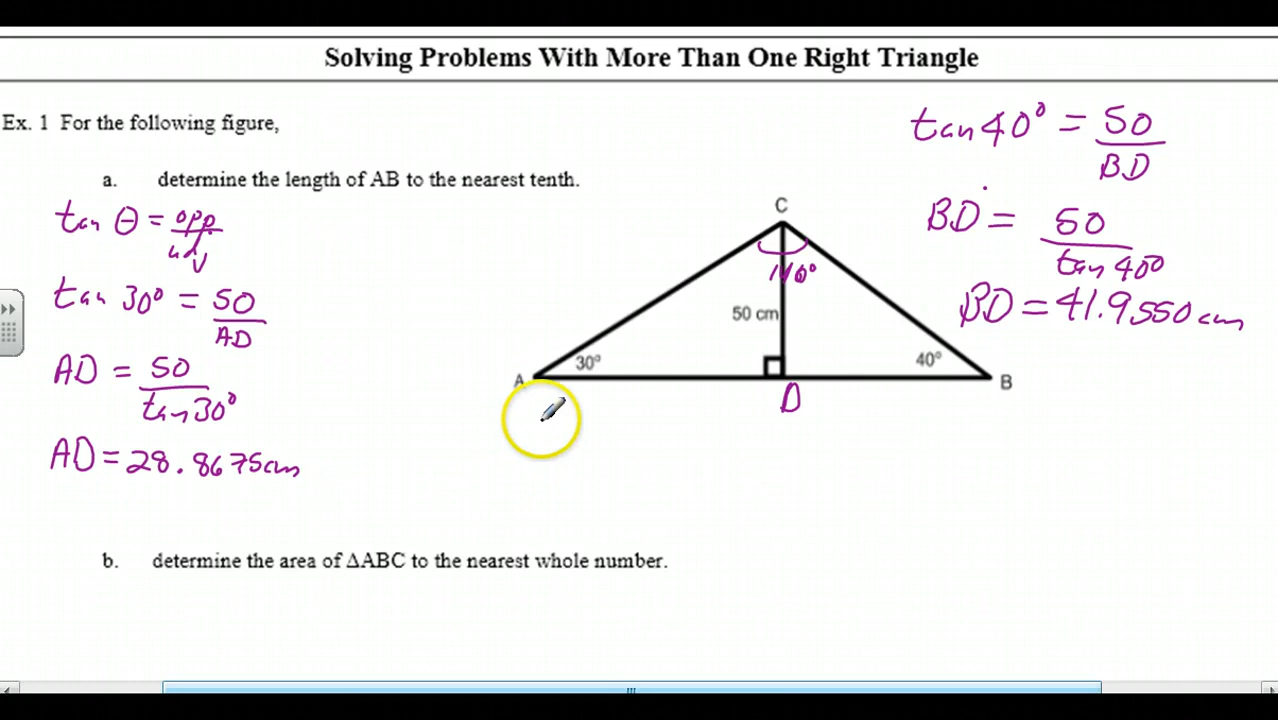 Solving Problems With More Than One Right Triangle
Ex. 1 For the following figure,
a. determine the length of AB to the nearest tenth.
tan θ = opp
adj
tan 30° = 50
AD
AD = 50
tan 30°
AD = 28.8675cm
C
110°
50 cm
30°
40°
A
B
D
tan 40° = 50
BD
BD = 50
tan 40°
BD = 41.9550 cm
b. determine the area of ΔABC to the nearest whole number.